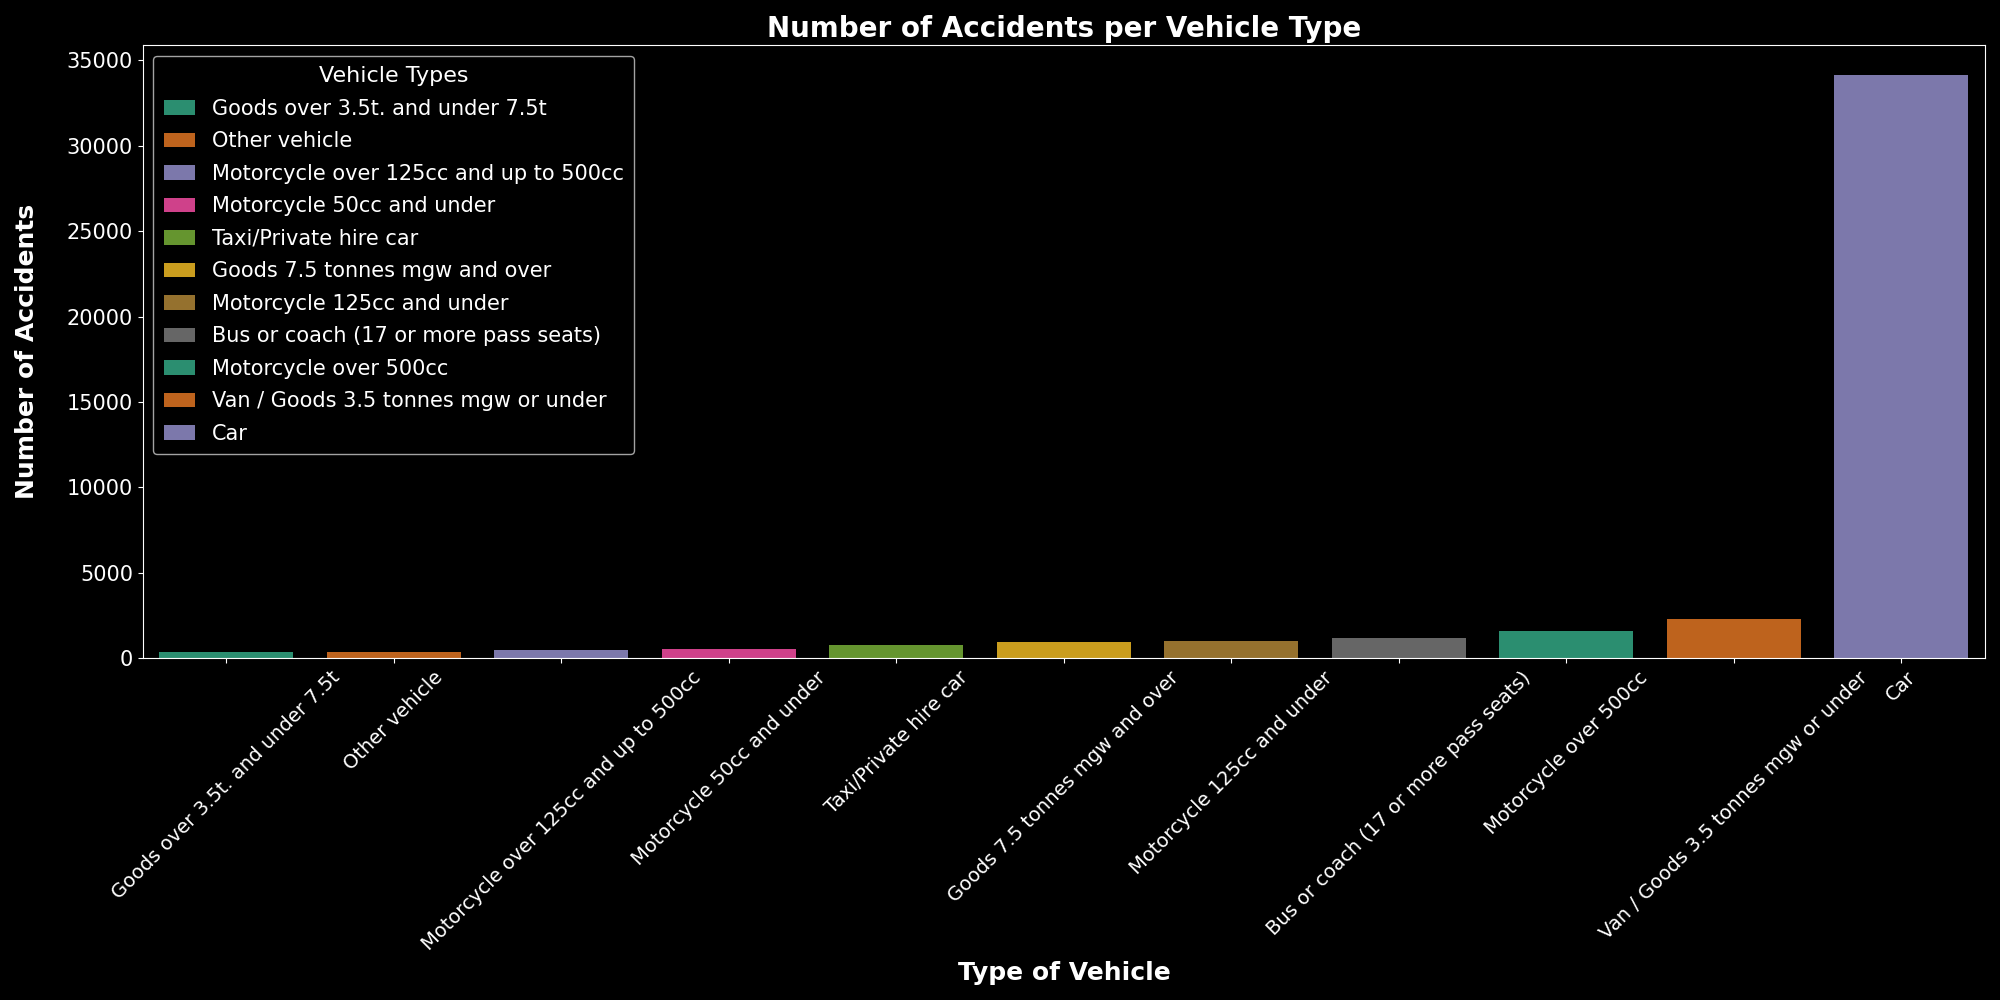 Number of Accidents per Vehicle Type
Number of Accidents
35000
30000
25000
20000
15000
10000
5000
0
Vehicle Types
Goods over 3.5t. and under 7.5t
Other vehicle
Motorcycle over 125cc and up to 500cc
Motorcycle 50cc and under
Taxi/Private hire car
Goods 7.5 tonnes mgw and over
Motorcycle 125cc and under
Bus or coach (17 or more pass seats)
Motorcycle over 500cc
Van / Goods 3.5 tonnes mgw or under
Car
Goods over 3.5t. and under 7.5t
Other vehicle
Motorcycle over 125cc and up to 500cc
Motorcycle 50cc and under
Taxi/Private hire car
Goods 7.5 tonnes mgw and over
Motorcycle 125cc and under
Bus or coach (17 or more pass seats)
Motorcycle over 500cc
Van / Goods 3.5 tonnes mgw or under
Car
Type of Vehicle